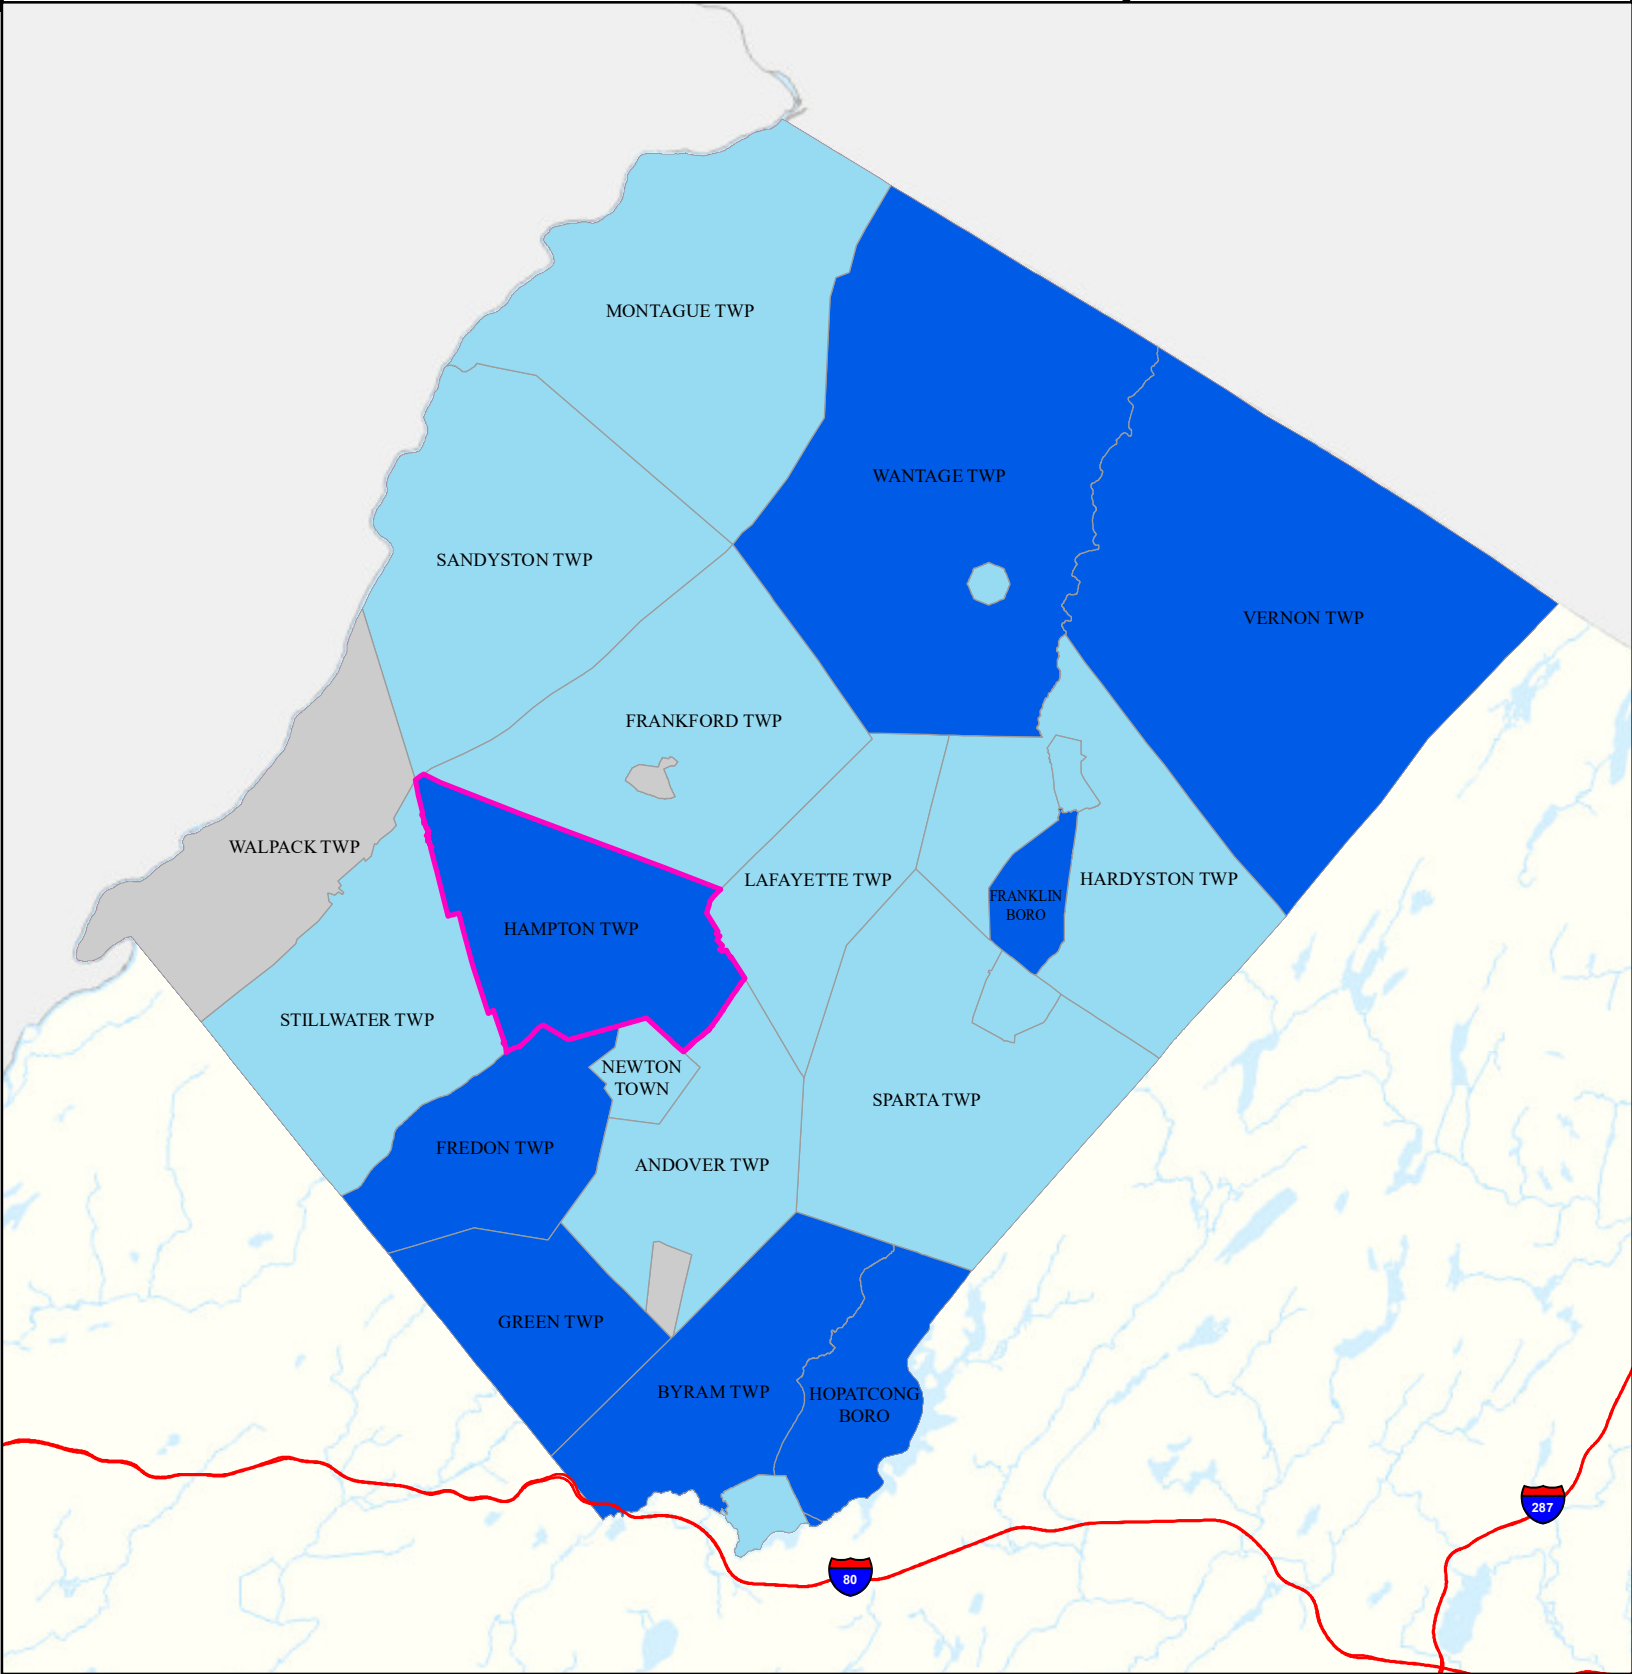 MONTAGUE TWP
WANTAGE TWP
SANDYSTON TWP
VERNON TWP
FRANKFORD TWP
WALPACK TWP
LAFAYETTE TWP
HARDYSTON TWP
FRANKLIN
BORO
HAMPTON TWP
STILLWATER TWP
NEWTON
TOWN
SPARTA TWP
FREDON TWP
ANDOVER TWP
GREEN TWP
BYRAM TWP
HOPATCONG
BORO
287
80